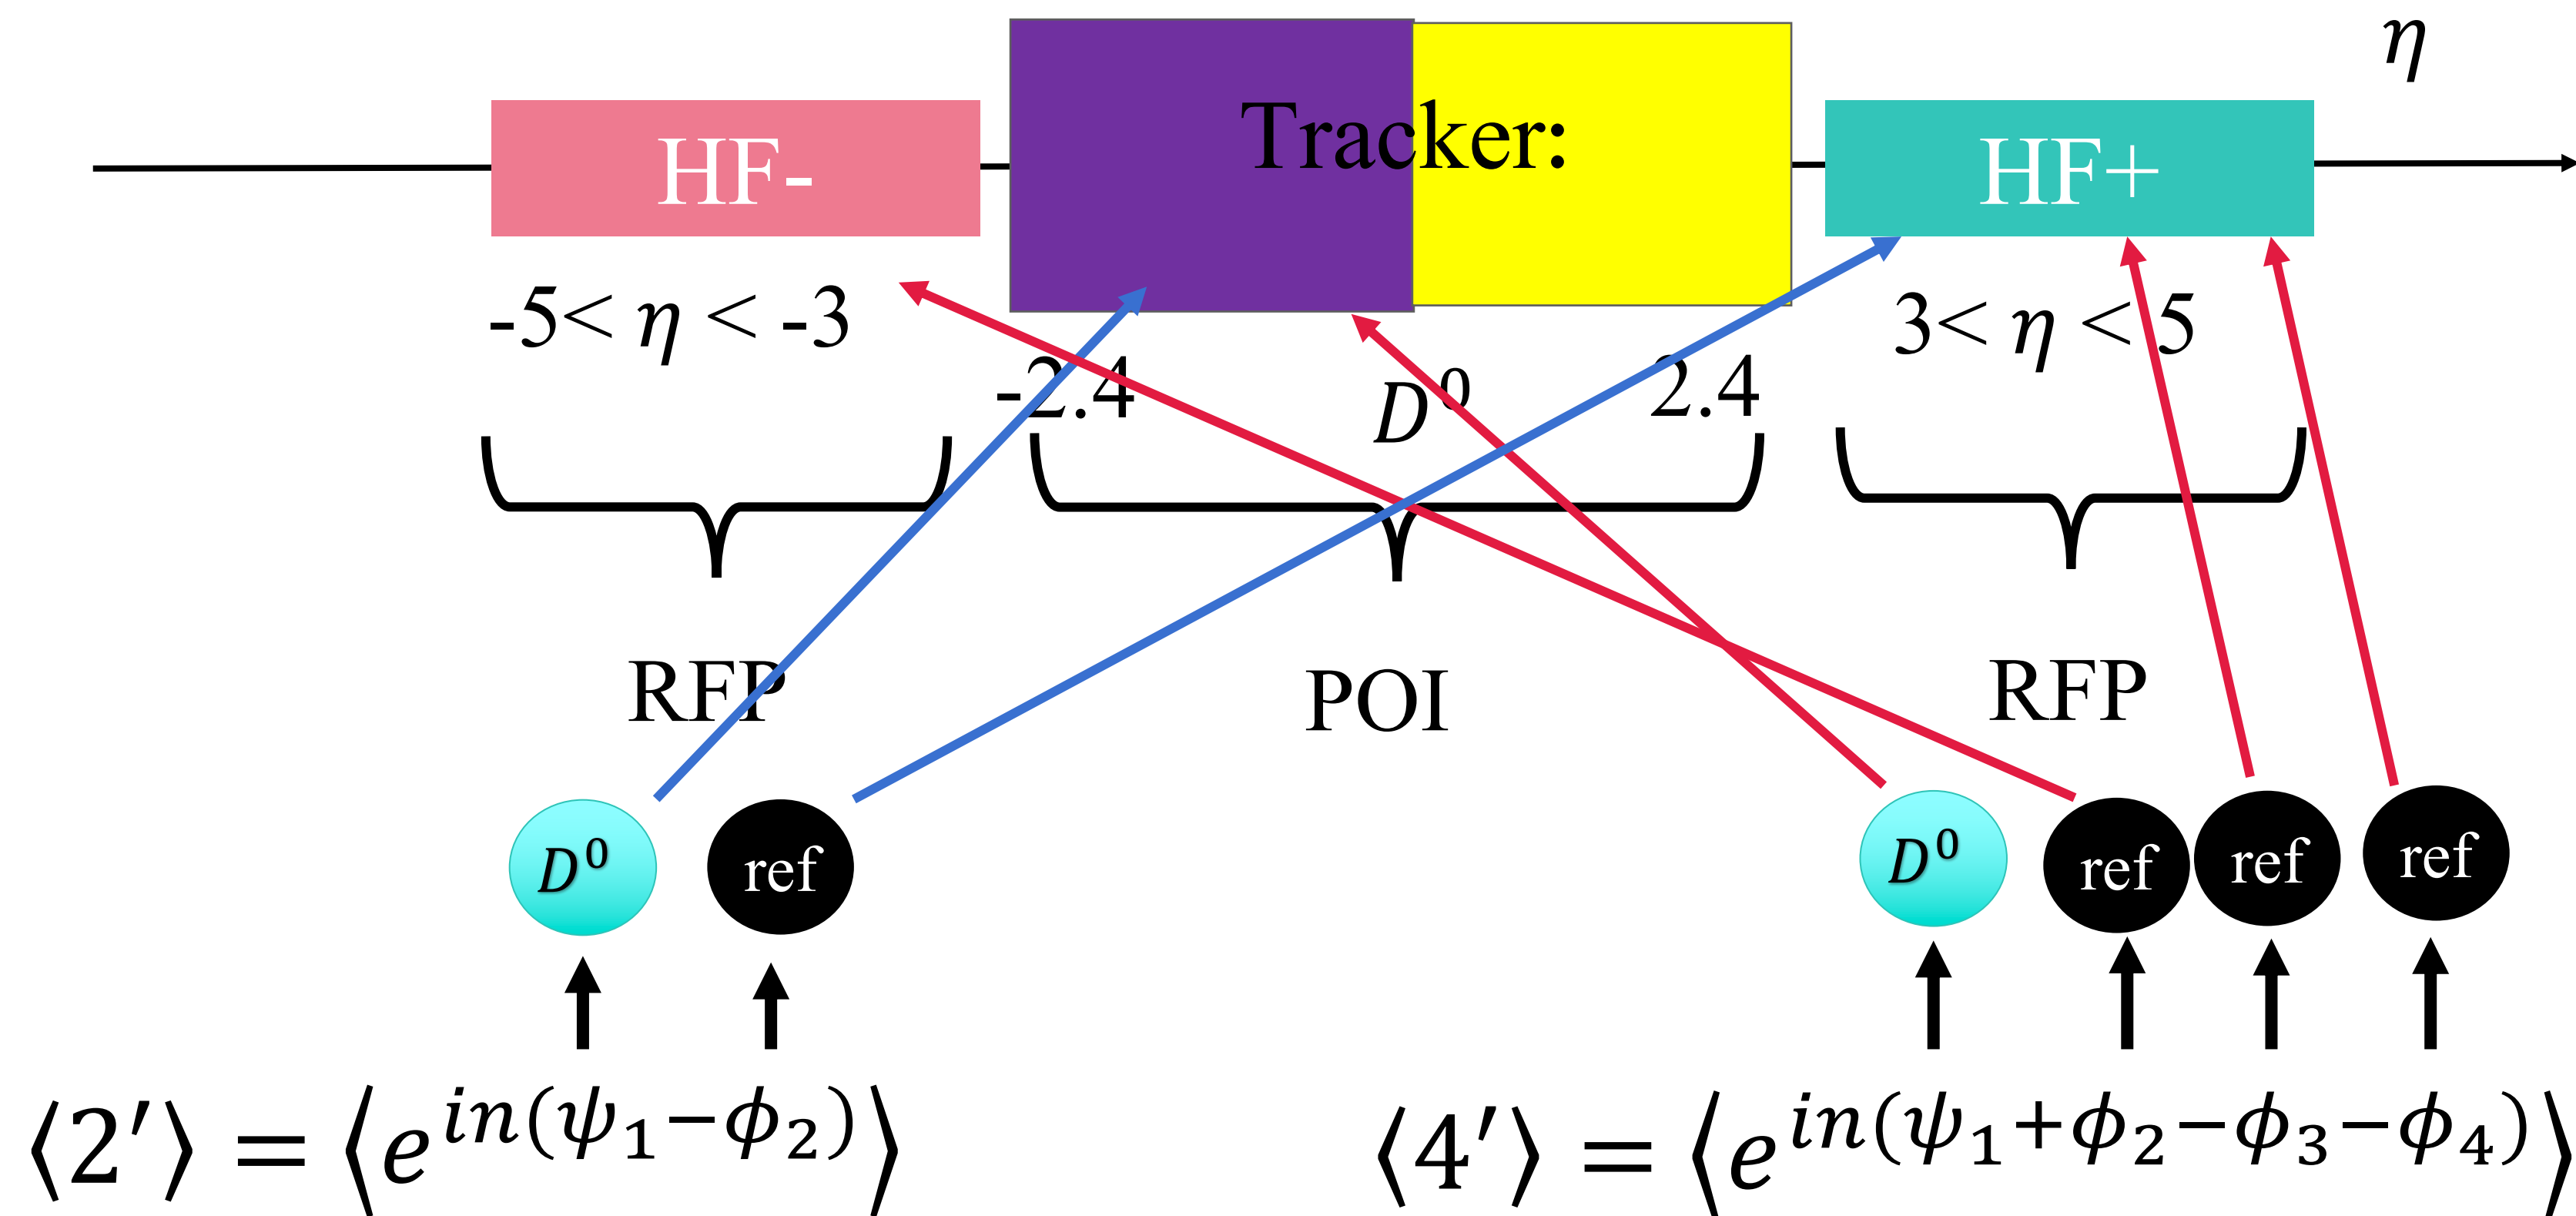 η
HF-
Tracker:
HF+
-5< η < -3
3< η < 5
-2.4
D⁰
2.4
RFP
POI
RFP
D⁰
ref
D⁰
ref
ref
ref
⟨2′⟩ = ⟨e^{in(ψ₁−ϕ₂)}⟩
⟨4′⟩ = ⟨e^{in(ψ₁+ϕ₂−ϕ₃−ϕ₄)}⟩